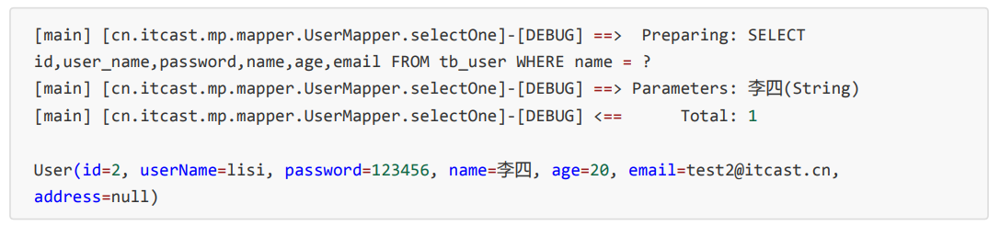 [main] [cn.itcast.mp.mapper.UserMapper.selectOne]-[DEBUG] ==>  Preparing: SELECT
id,user_name,password,name,age,email FROM tb_user WHERE name = ?
[main] [cn.itcast.mp.mapper.UserMapper.selectOne]-[DEBUG] ==> Parameters: 李四(String)
[main] [cn.itcast.mp.mapper.UserMapper.selectOne]-[DEBUG] <==      Total: 1
User(id=2, userName=lisi, password=123456, name=李四, age=20, email=test2@itcast.cn,
address=null)